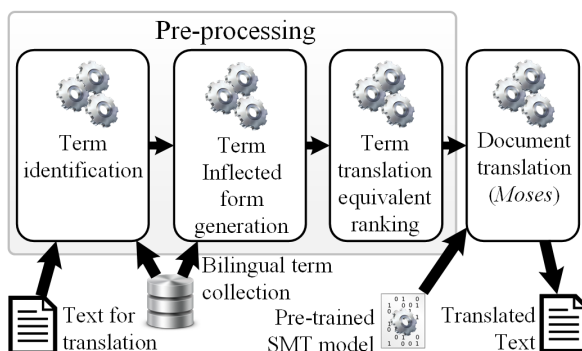 Pre-processing
Term
identification
Term
Inflected
form
generation
Term
translation
equivalent
ranking
Document
translation
(Moses)
Text for
translation
Bilingual term
collection
Pre-trained
SMT model
Translated
Text